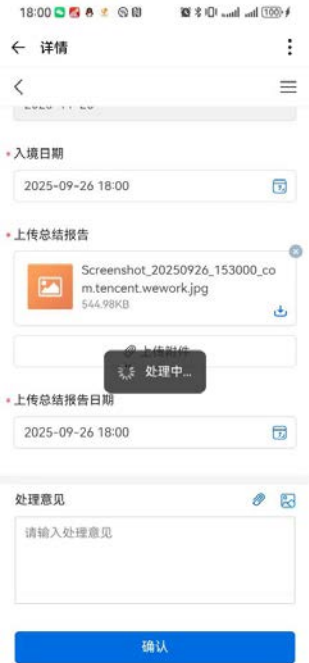 18:00
100
详情
*入境日期
2025-09-26 18:00
*上传总结报告
Screenshot_20250926_153000_co
m.tencent.wework.jpg
544.98KB
上传附件
处理中...
*上传总结报告日期
2025-09-26 18:00
处理意见
请输入处理意见
确认